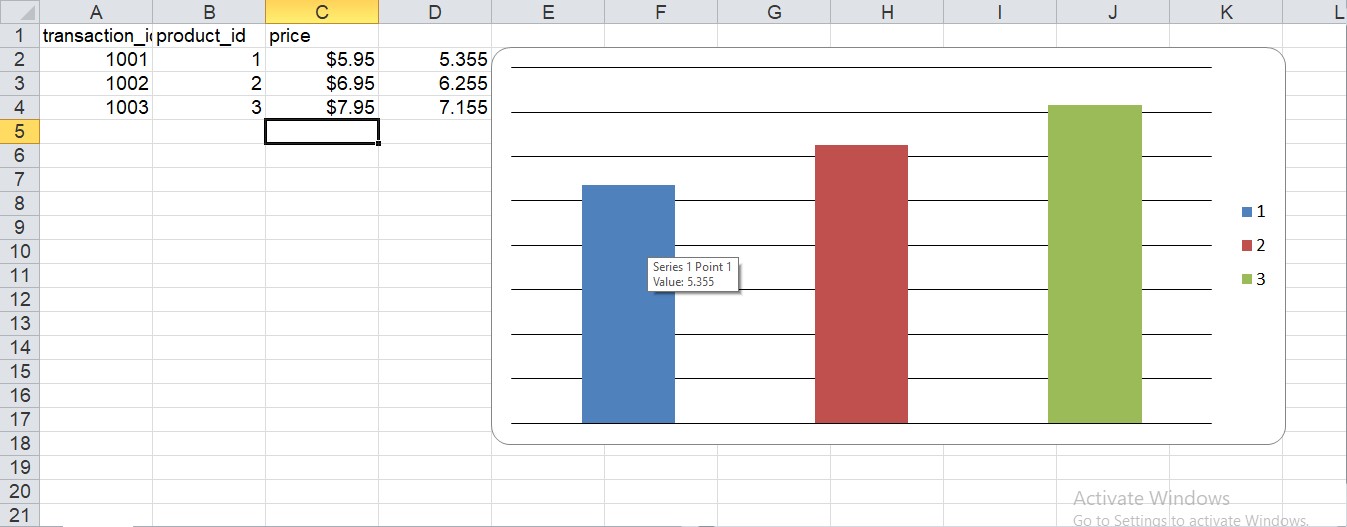 A B C D E F G H I J K L
1 transaction_i product_id price
2 1001 1 $5.95 5.355
3 1002 2 $6.95 6.255
4 1003 3 $7.95 7.155
5
6
7
8
9
10
11
12
13
14
15
16
17
18
19
20
21
Series 1 Point 1
Value: 5.355
1
2
3
Activate Windows
Go to Settings to activate Windows.